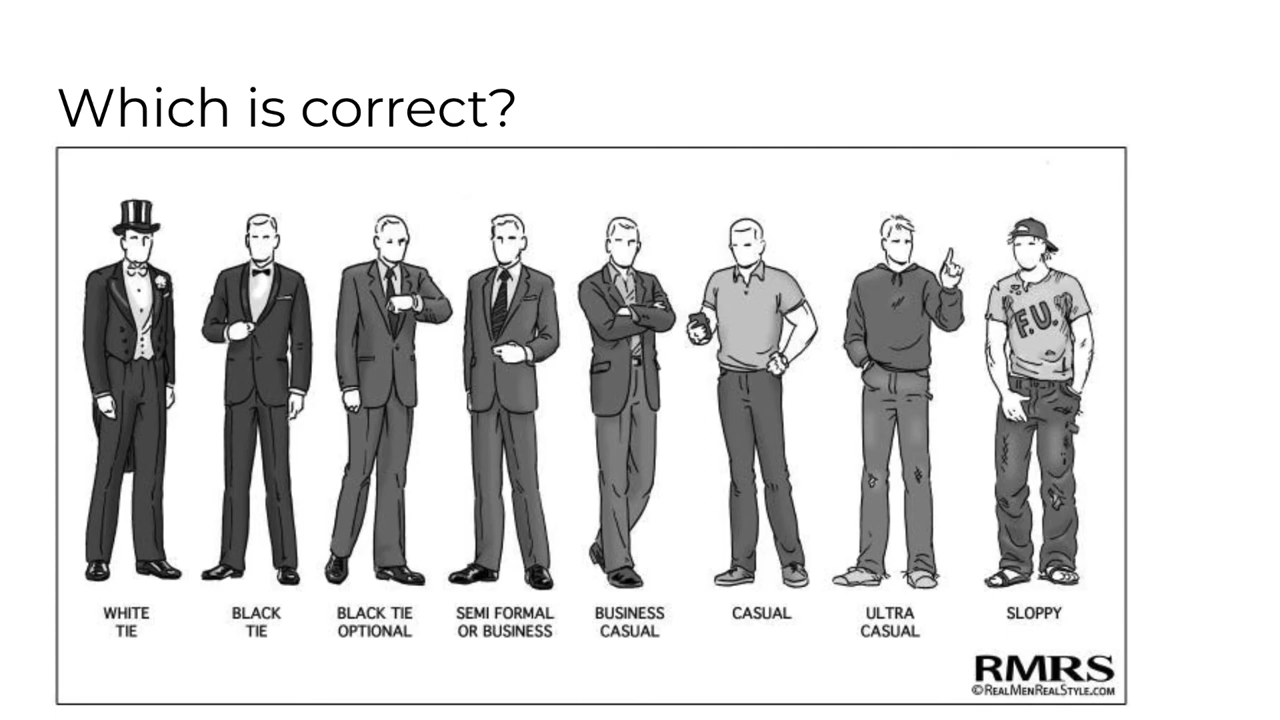 Which is correct?
F.U.
WHITE
TIE
BLACK
TIE
BLACK TIE
OPTIONAL
SEMI FORMAL
OR BUSINESS
BUSINESS
CASUAL
CASUAL
ULTRA
CASUAL
SLOPPY
RMRS
©REALMENREALSTYLE.COM